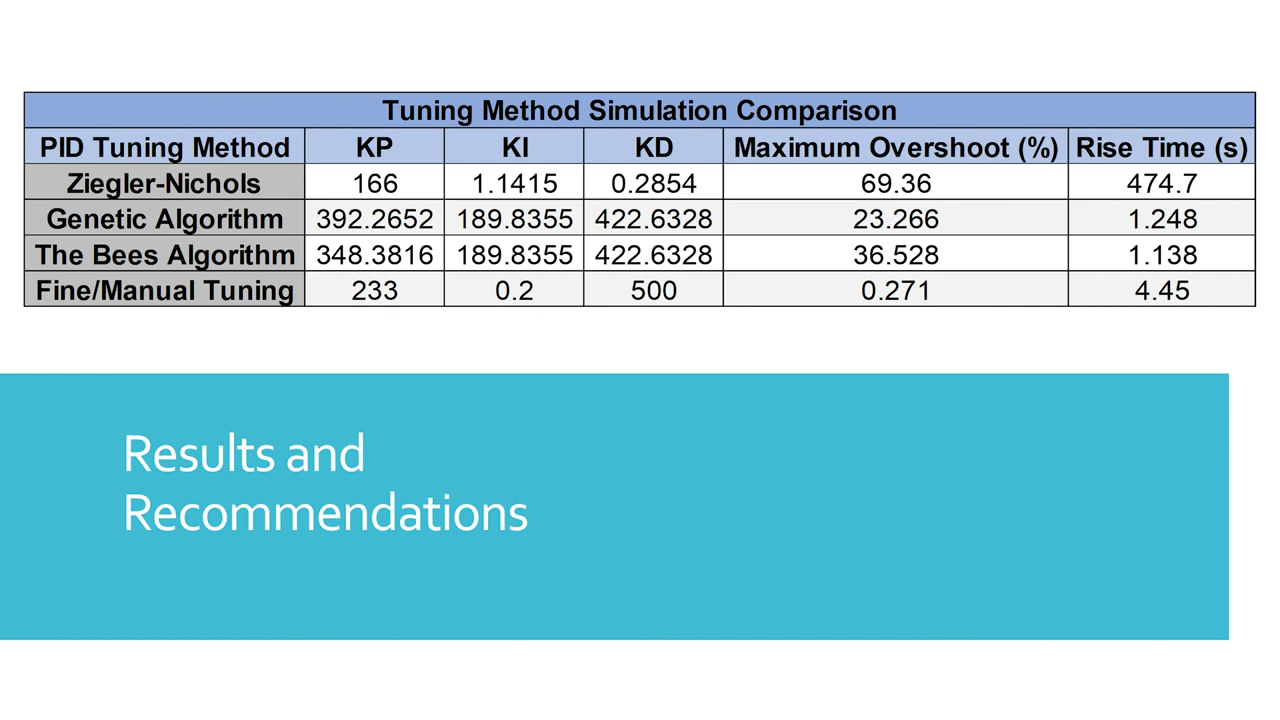 Tuning Method Simulation Comparison
PID Tuning Method KP KI KD Maximum Overshoot (%) Rise Time (s)
Ziegler-Nichols 166 1.1415 0.2854 69.36 474.7
Genetic Algorithm 392.2652 189.8355 422.6328 23.266 1.248
The Bees Algorithm 348.3816 189.8355 422.6328 36.528 1.138
Fine/Manual Tuning 233 0.2 500 0.271 4.45
Results and
Recommendations